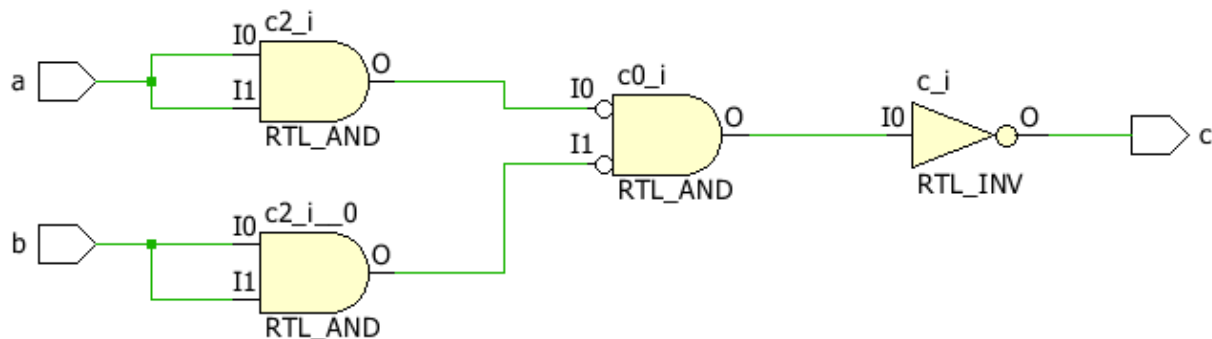 c2_i
I0
a
O
I1
RTL_AND
c0_i
I0
O
I1
RTL_AND
c_i
I0
O
c
RTL_INV
c2_i__0
I0
b
O
I1
RTL_AND